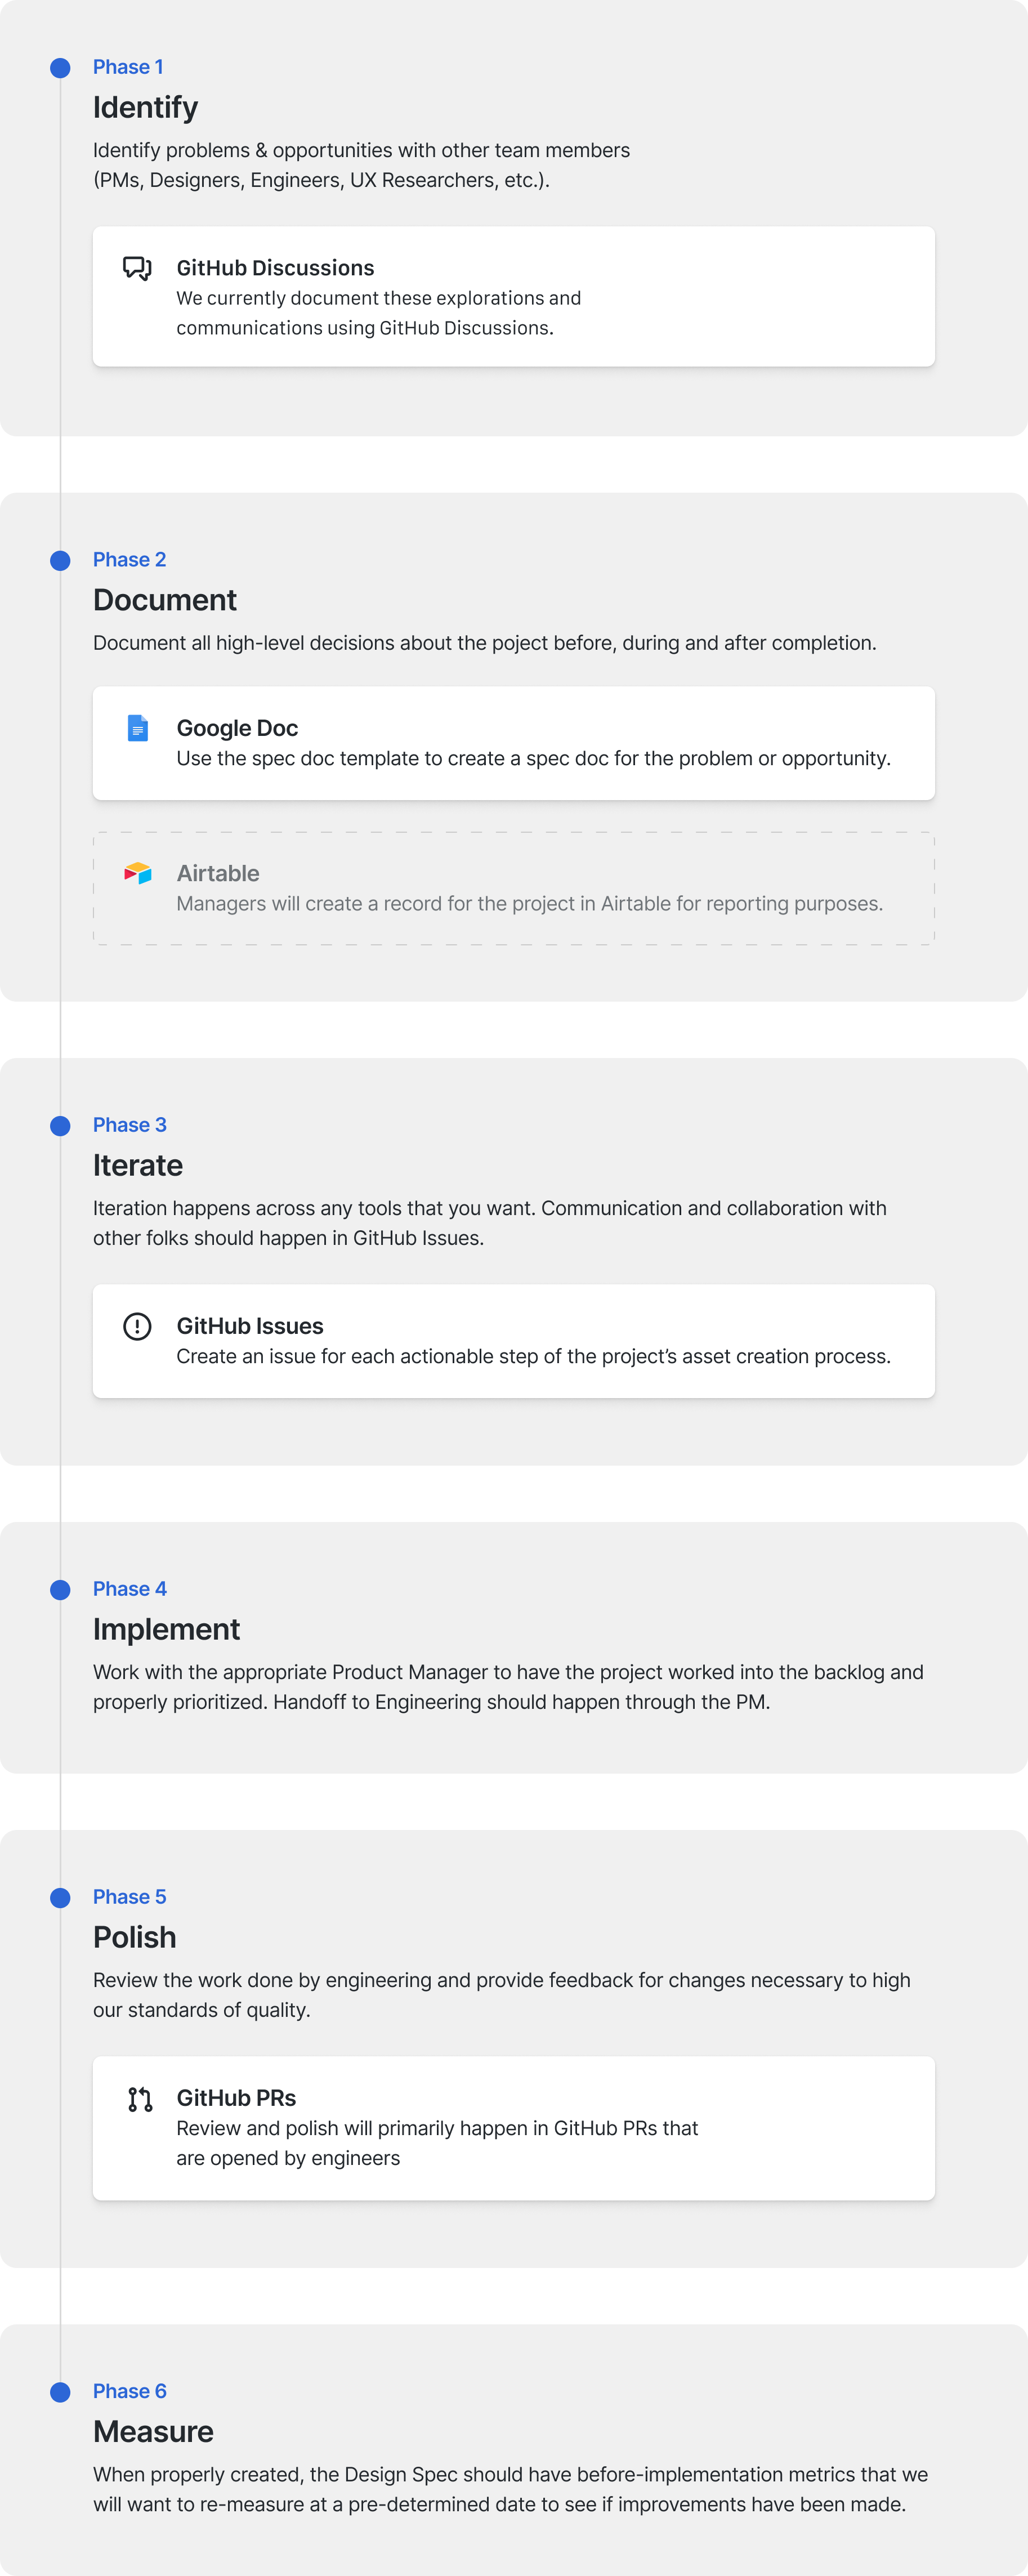 Phase 1
Identify
Identify problems & opportunities with other team members
(PMs, Designers, Engineers, UX Researchers, etc.).
GitHub Discussions
We currently document these explorations and
communications using GitHub Discussions.
Phase 2
Document
Document all high-level decisions about the poject before, during and after completion.
Google Doc
Use the spec doc template to create a spec doc for the problem or opportunity.
Airtable
Managers will create a record for the project in Airtable for reporting purposes.
Phase 3
Iterate
Iteration happens across any tools that you want. Communication and collaboration with
other folks should happen in GitHub Issues.
GitHub Issues
Create an issue for each actionable step of the project’s asset creation process.
Phase 4
Implement
Work with the appropriate Product Manager to have the project worked into the backlog and
properly prioritized. Handoff to Engineering should happen through the PM.
Phase 5
Polish
Review the work done by engineering and provide feedback for changes necessary to high
our standards of quality.
GitHub PRs
Review and polish will primarily happen in GitHub PRs that
are opened by engineers
Phase 6
Measure
When properly created, the Design Spec should have before-implementation metrics that we
will want to re-measure at a pre-determined date to see if improvements have been made.